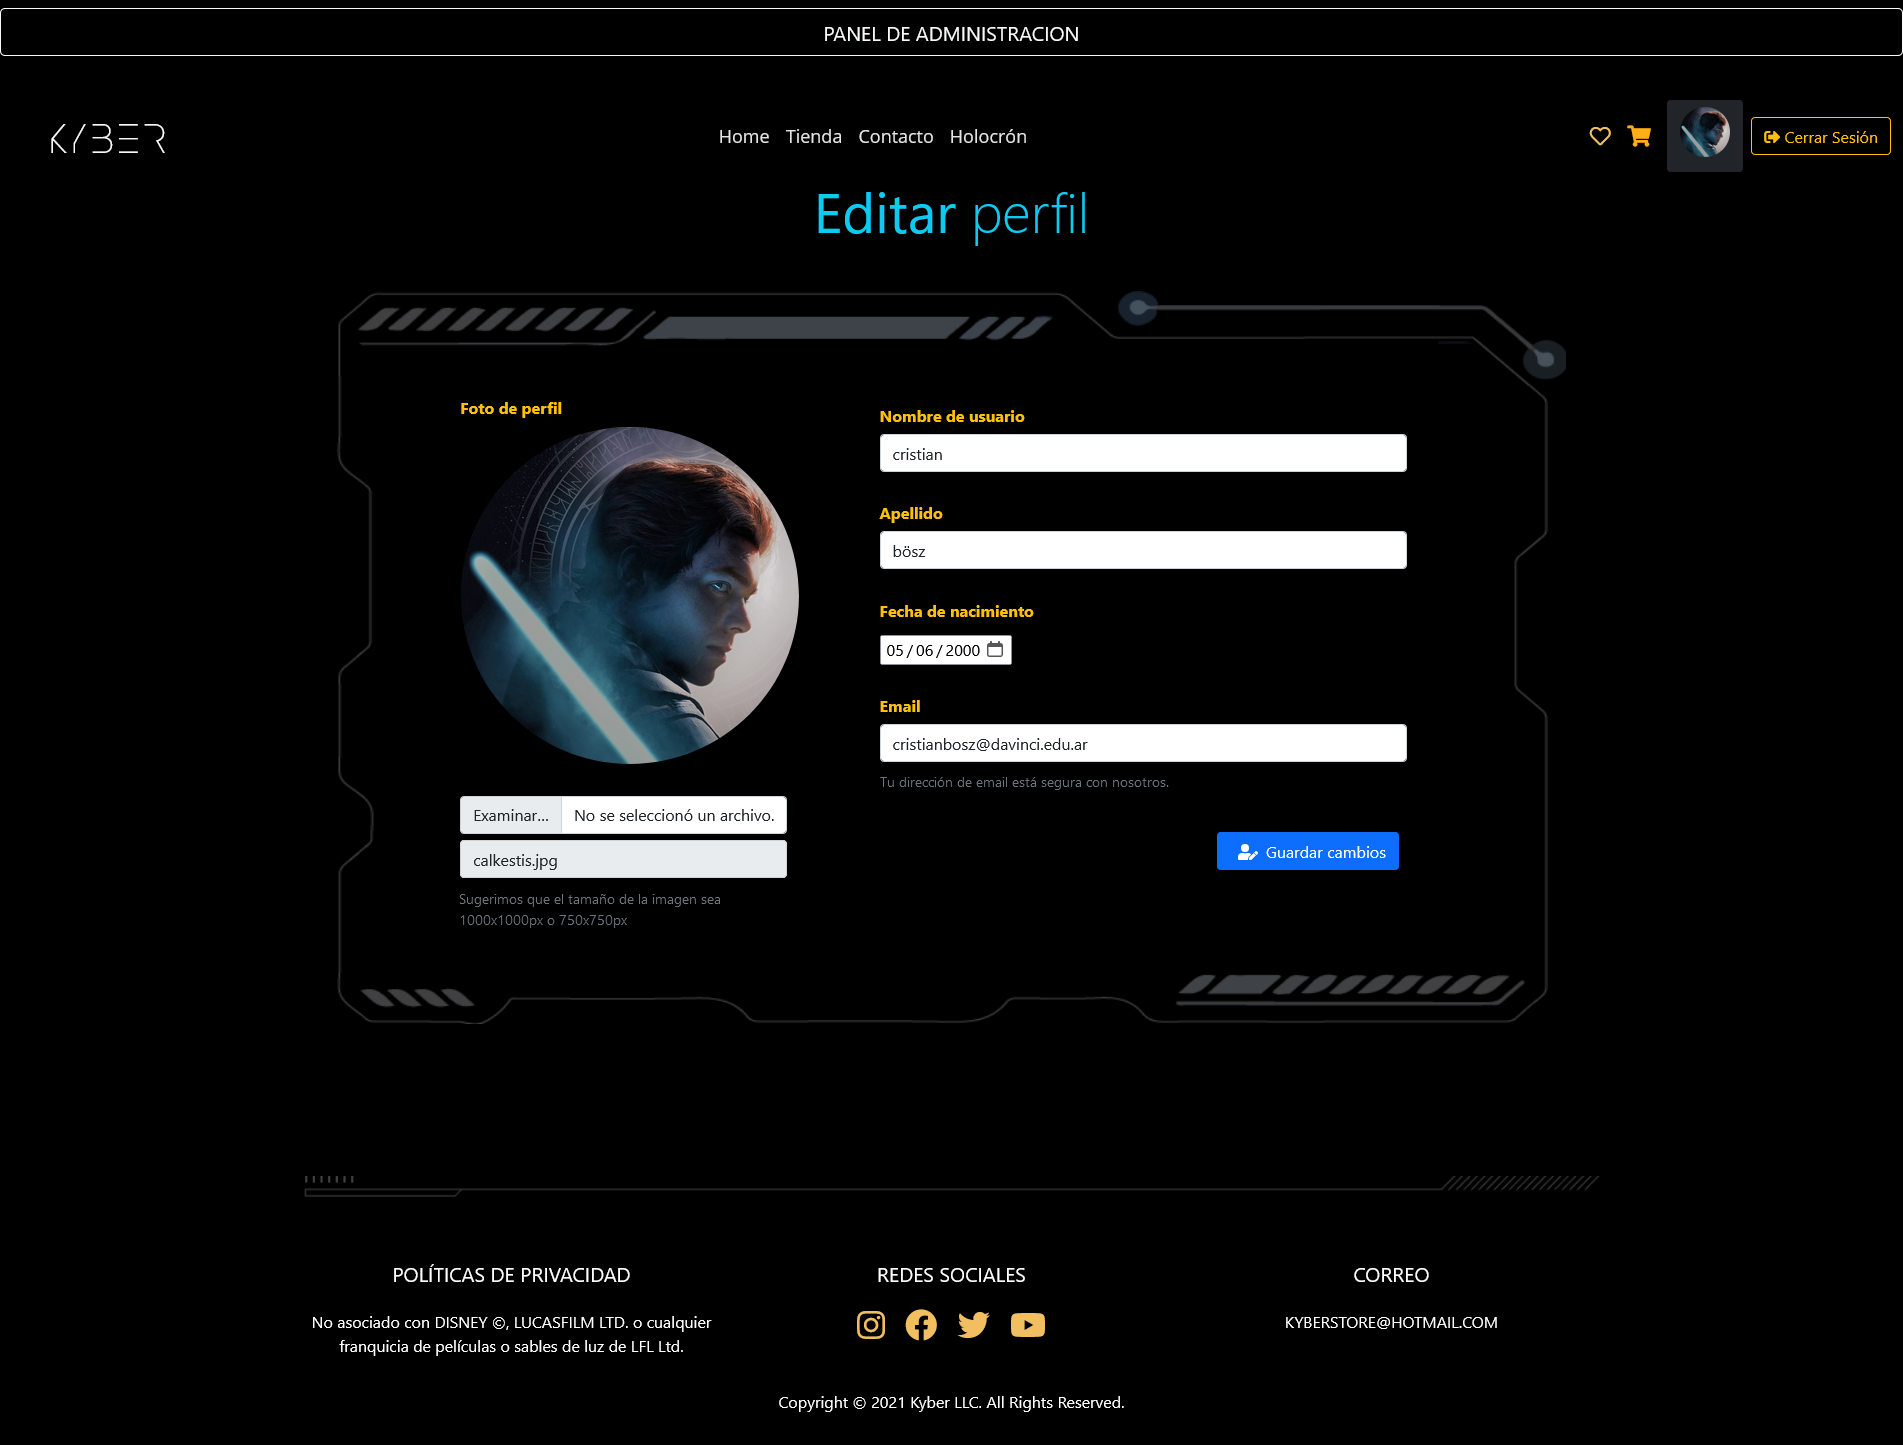 PANEL DE ADMINISTRACION
KYBER
Home Tienda Contacto Holocrón
Cerrar Sesión
Editar perfil
Foto de perfil
Examinar... No se seleccionó un archivo.
calkestis.jpg
Sugerimos que el tamaño de la imagen sea
1000x1000px o 750x750px
Nombre de usuario
cristian
Apellido
bösz
Fecha de nacimiento
05/06/2000
Email
cristianbosz@davinci.edu.ar
Tu dirección de email está segura con nosotros.
Guardar cambios
POLÍTICAS DE PRIVACIDAD
No asociado con DISNEY ©, LUCASFILM LTD. o cualquier
franquicia de películas o sables de luz de LFL Ltd.
REDES SOCIALES
CORREO
KYBERSTORE@HOTMAIL.COM
Copyright © 2021 Kyber LLC. All Rights Reserved.